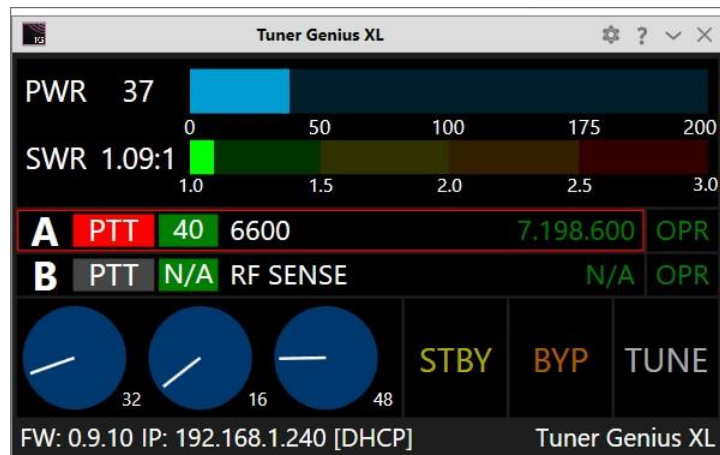 TGS
Tuner Genius XL ?
PWR 37
0 50 100 175 200
SWR 1.09:1
1.0 1.5 2.0 2.5 3.0
A PTT 40 6600 7.198.600 OPR
B PTT N/A RF SENSE N/A OPR
32 16 48 STBY BYP TUNE
FW: 0.9.10 IP: 192.168.1.240 [DHCP] Tuner Genius XL